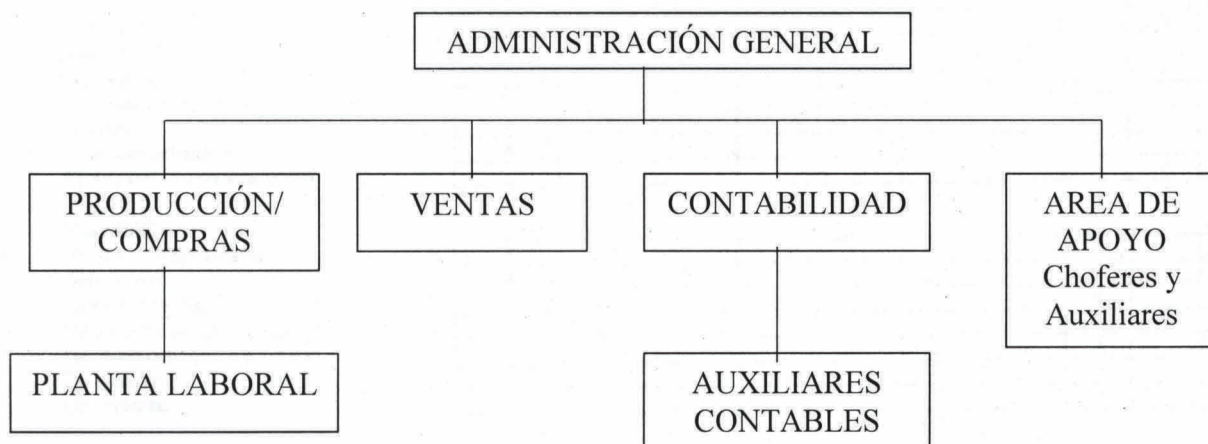 ADMINISTRACIÓN GENERAL
PRODUCCIÓN/
COMPRAS
VENTAS
CONTABILIDAD
AREA DE
APOYO
Choferes y
Auxiliares
PLANTA LABORAL
AUXILIARES
CONTABLES